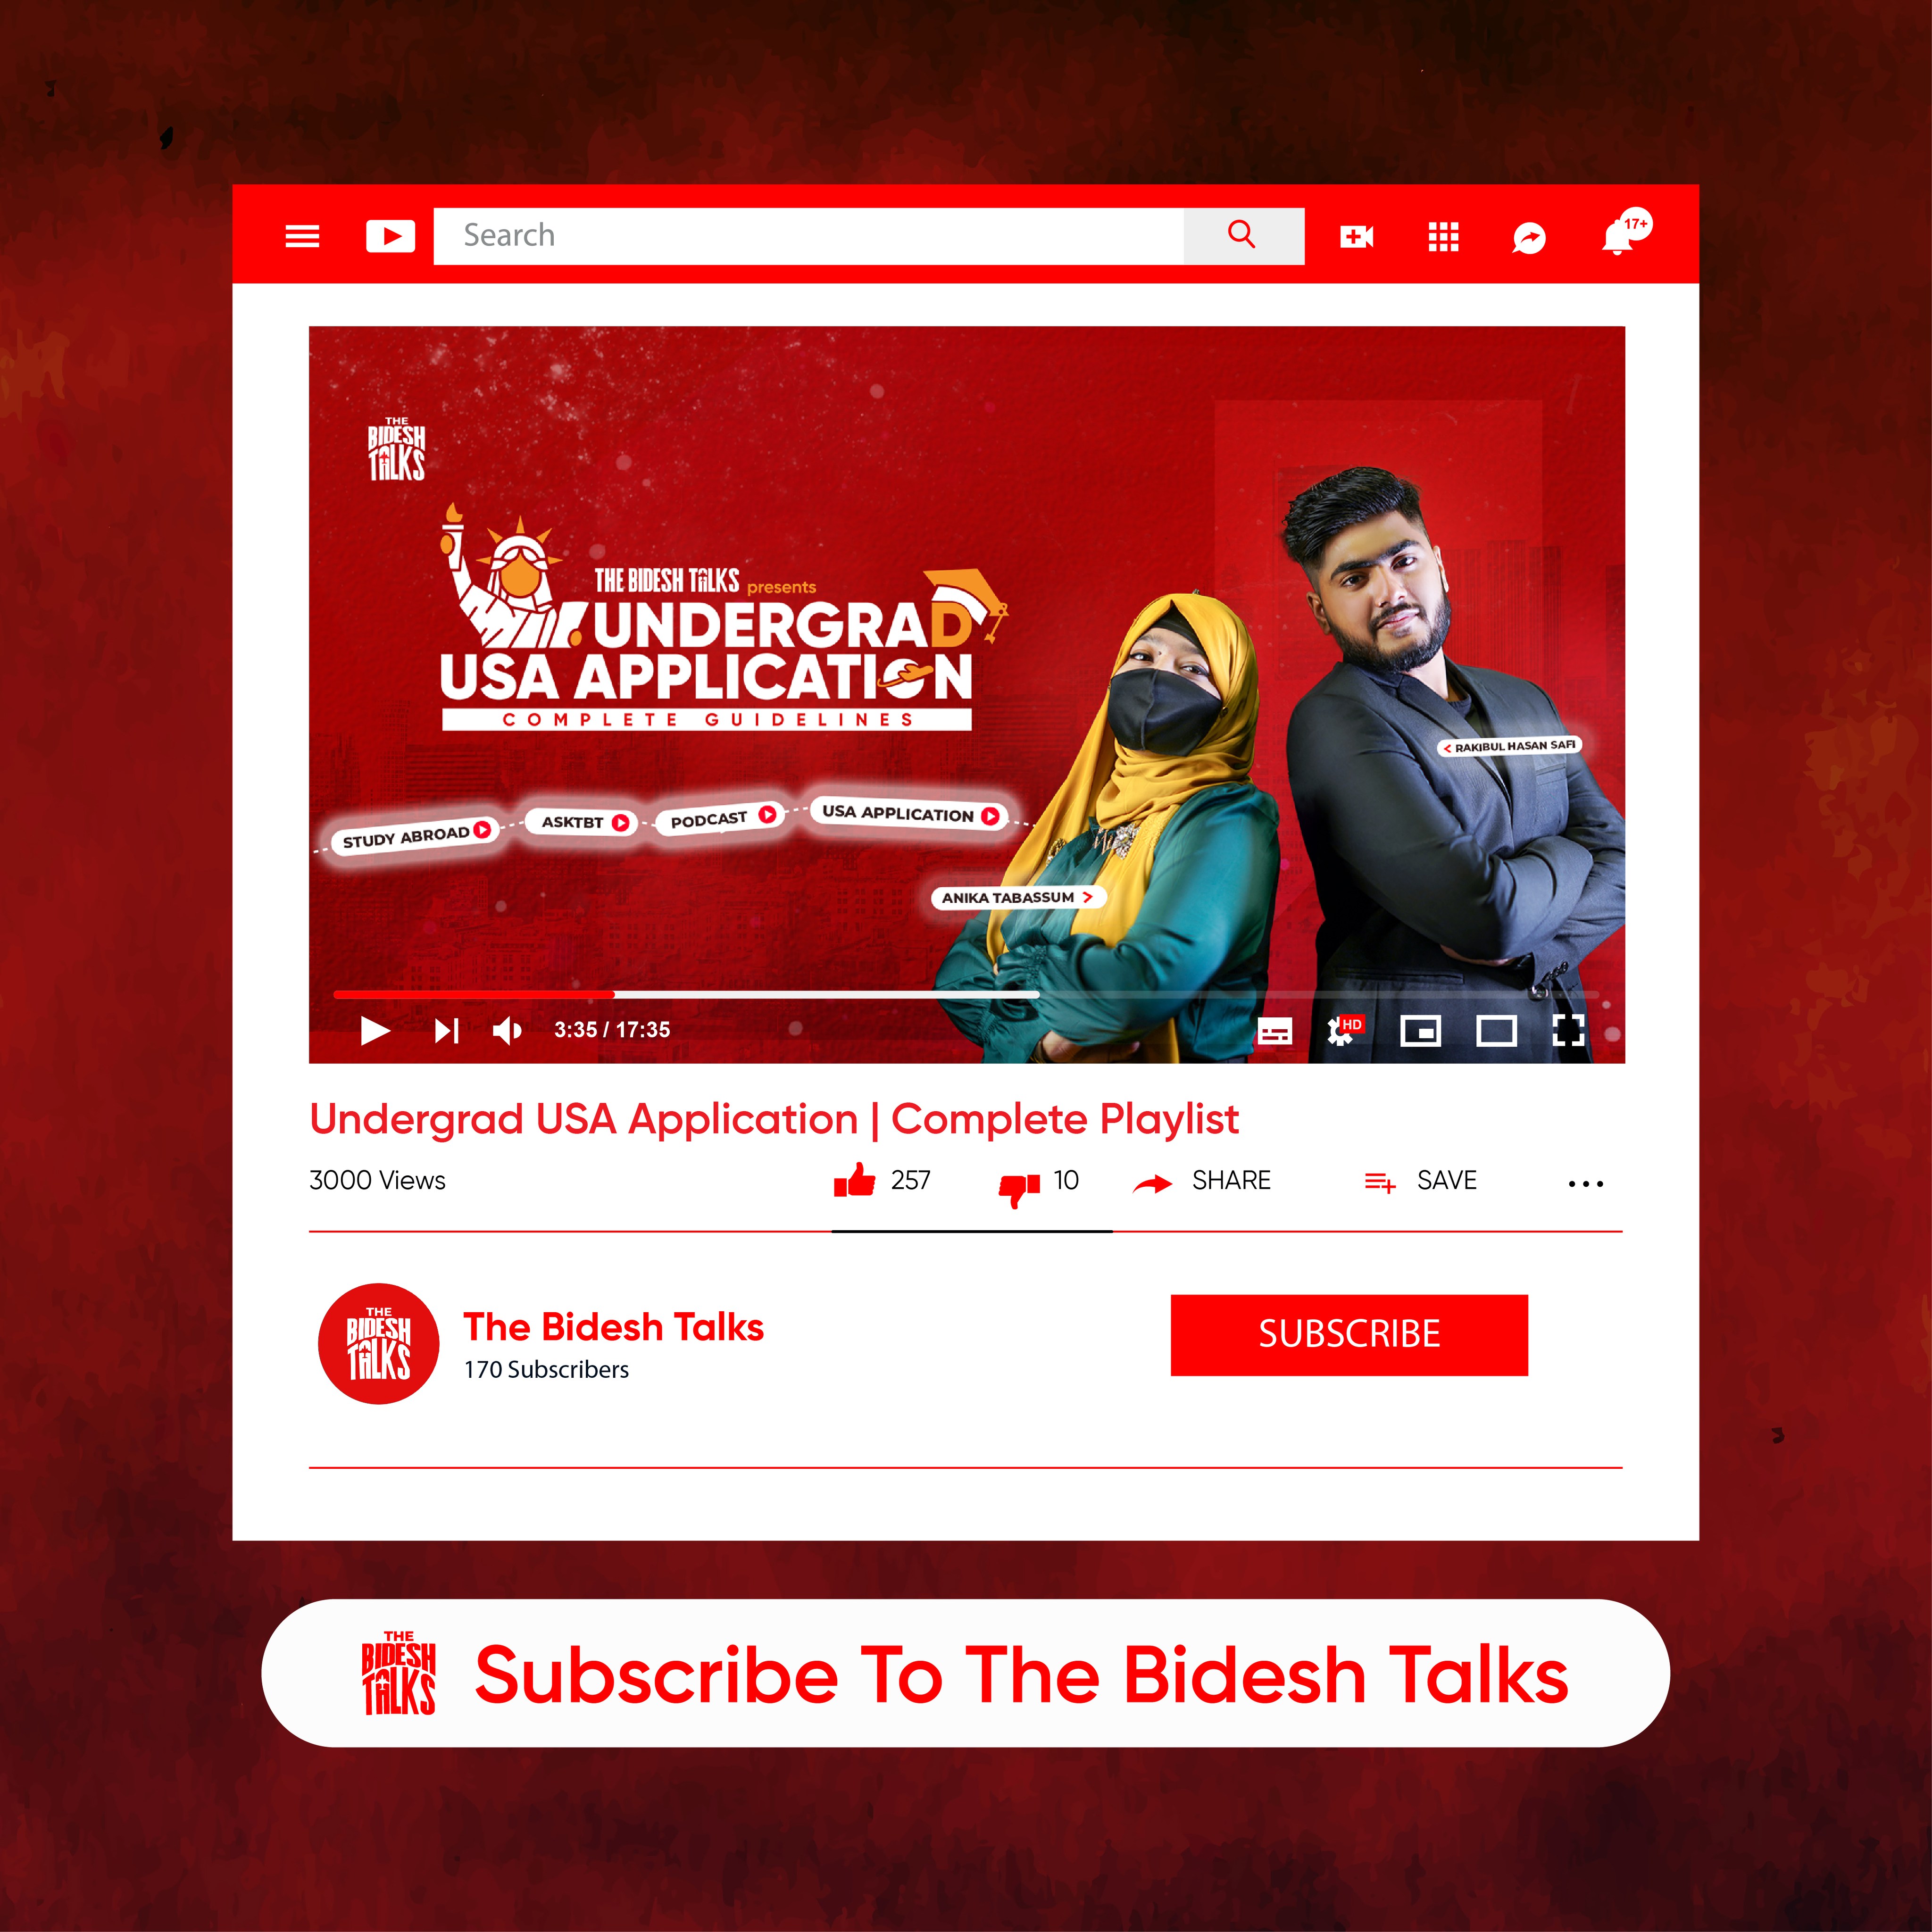 Search
17+
THE
BIDESH
TALKS
THE BIDESH TALKS presents
UNDERGRAD
USA APPLICATION
COMPLETE GUIDELINES
RAKIBUL HASAN SAFI
STUDY ABROAD
ASKTBT
PODCAST
USA APPLICATION
ANIKA TABASSUM
3:35 / 17:35
HD
Undergrad USA Application | Complete Playlist
3000 Views
257
10
SHARE
SAVE
THE
BIDESH
TALKS
The Bidesh Talks
170 Subscribers
SUBSCRIBE
THE
BIDESH
TALKS
Subscribe To The Bidesh Talks